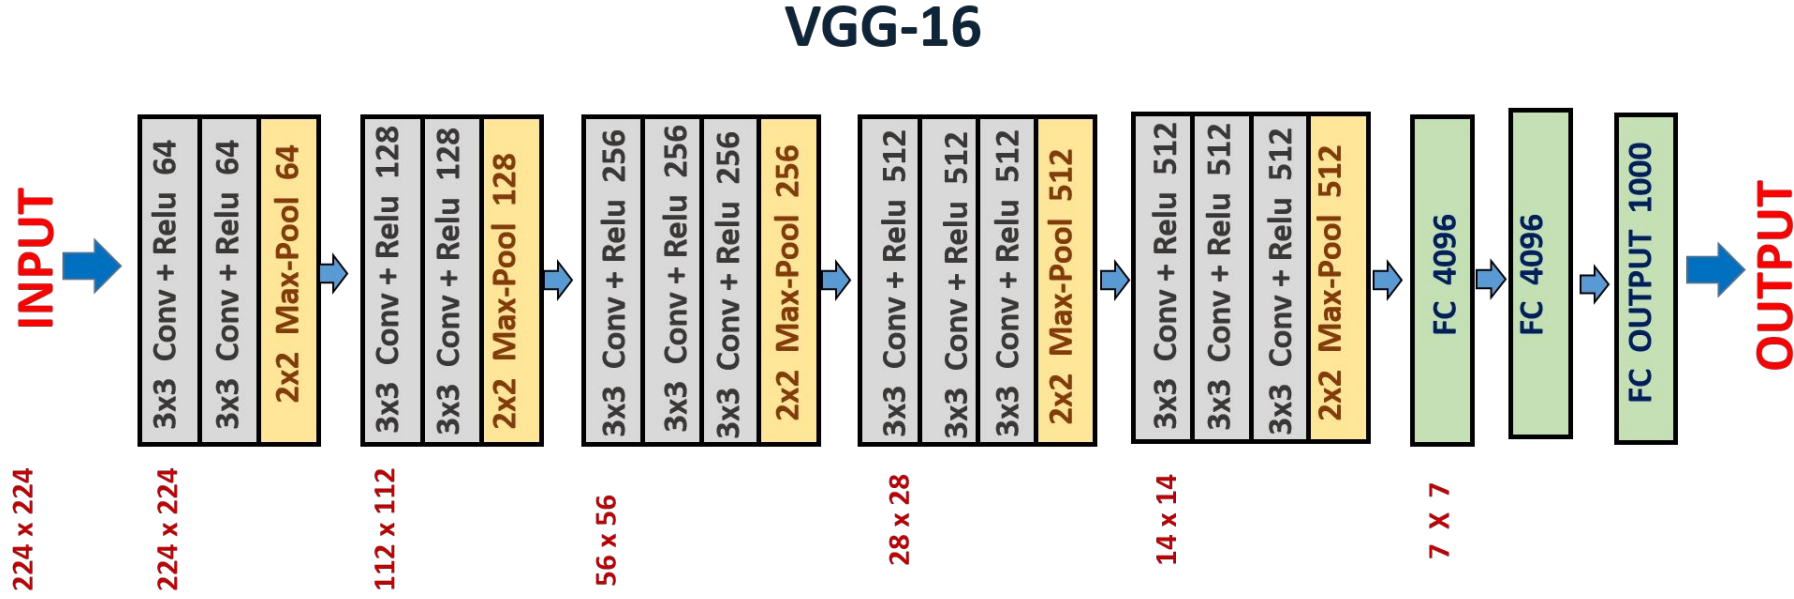 VGG-16
INPUT
3x3 Conv + Relu 64
3x3 Conv + Relu 64
2x2 Max-Pool 64
3x3 Conv + Relu 128
3x3 Conv + Relu 128
2x2 Max-Pool 128
3x3 Conv + Relu 256
3x3 Conv + Relu 256
3x3 Conv + Relu 256
2x2 Max-Pool 256
3x3 Conv + Relu 512
3x3 Conv + Relu 512
3x3 Conv + Relu 512
2x2 Max-Pool 512
3x3 Conv + Relu 512
3x3 Conv + Relu 512
3x3 Conv + Relu 512
2x2 Max-Pool 512
FC 4096
FC 4096
FC OUTPUT 1000
OUTPUT
224 x 224
224 x 224
112 x 112
56 x 56
28 x 28
14 x 14
7 X 7